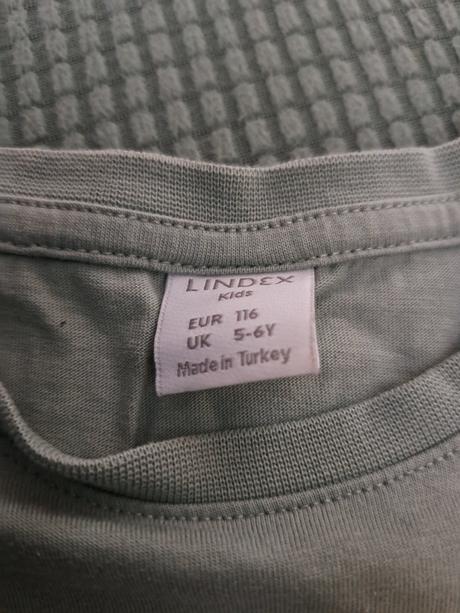 LINDEX
Kids
EUR 116
UK 5-6Y
Made in Turkey